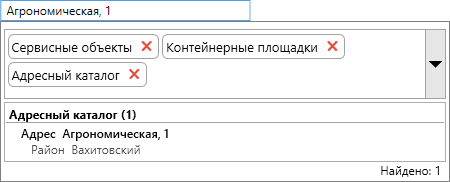 Агрономическая, 1
Сервисные объекты Контейнерные площадки
Адресный каталог
Адресный каталог (1)
Адрес Агрономическая, 1
Район Вахитовский
Найдено: 1